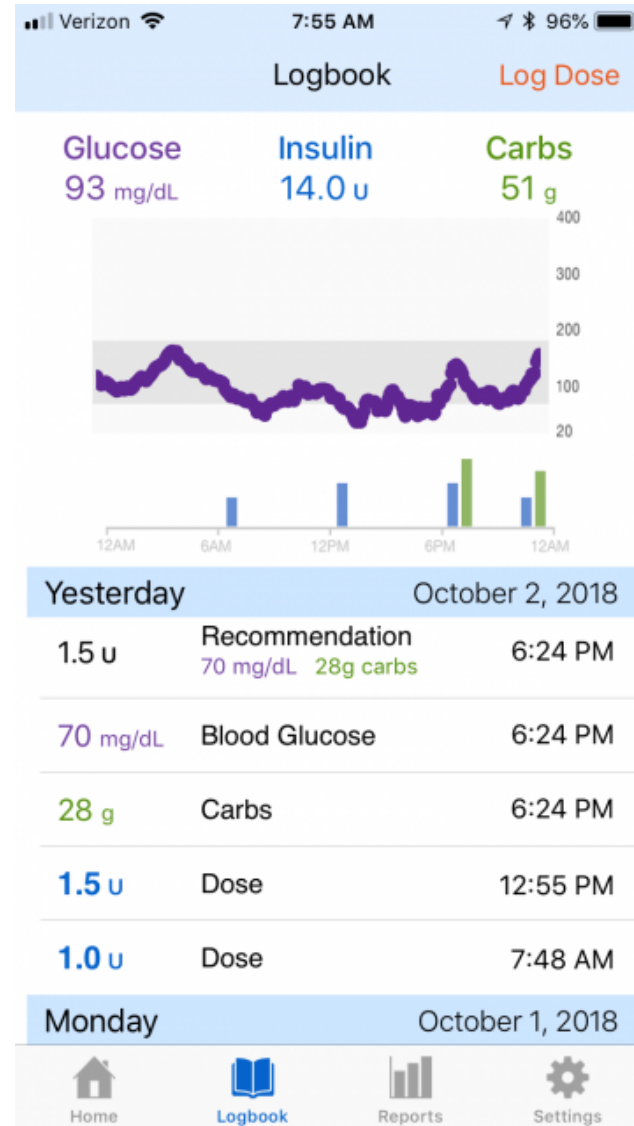 Verizon 7:55 AM 96%
Logbook Log Dose
Glucose Insulin Carbs
93 mg/dL 14.0 U 51 g
400
300
200
100
20
12AM 6AM 12PM 6PM 12AM
Yesterday October 2, 2018
1.5 U Recommendation 6:24 PM
70 mg/dL 28g carbs
70 mg/dL Blood Glucose 6:24 PM
28 g Carbs 6:24 PM
1.5 U Dose 12:55 PM
1.0 U Dose 7:48 AM
Monday October 1, 2018
Home Logbook Reports Settings